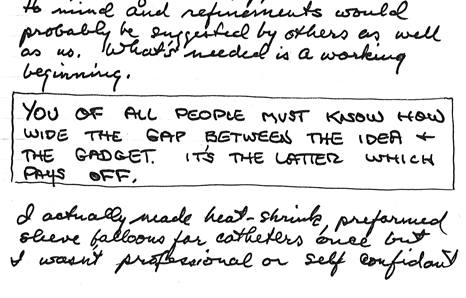 to mind and refinements would
probably be suggested by others as well
as us. What's needed is a working
beginning.
YOU OF ALL PEOPLE MUST KNOW HOW
WIDE THE GAP BETWEEN THE IDEA +
THE GADGET. IT'S THE LATTER WHICH
PAYS OFF.
I actually made heat-shrink, preformed
sleeve balloons for catheters once but
I wasn't professional or self confidant